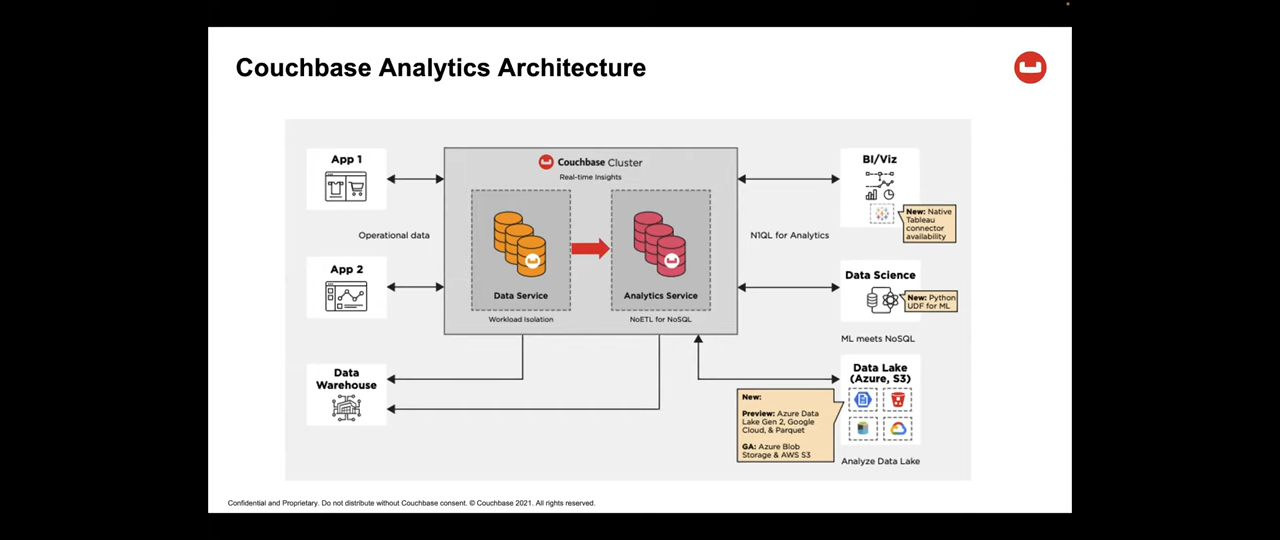 Couchbase Analytics Architecture
App 1
App 2
Operational data
Data
Warehouse
Couchbase Cluster
Real-time Insights
Data Service
Workload Isolation
Analytics Service
NoETL for NoSQL
N1QL for Analytics
BI/Viz
New: Native
Tableau
connector
availability
Data Science
New: Python
UDF for ML
ML meets NoSQL
Data Lake
(Azure, S3)
New:
Preview: Azure Data
Lake Gen 2, Google
Cloud, & Parquet
GA: Azure Blob
Storage & AWS S3
Analyze Data Lake
Confidential and Proprietary. Do not distribute without Couchbase consent. © Couchbase 2021. All rights reserved.